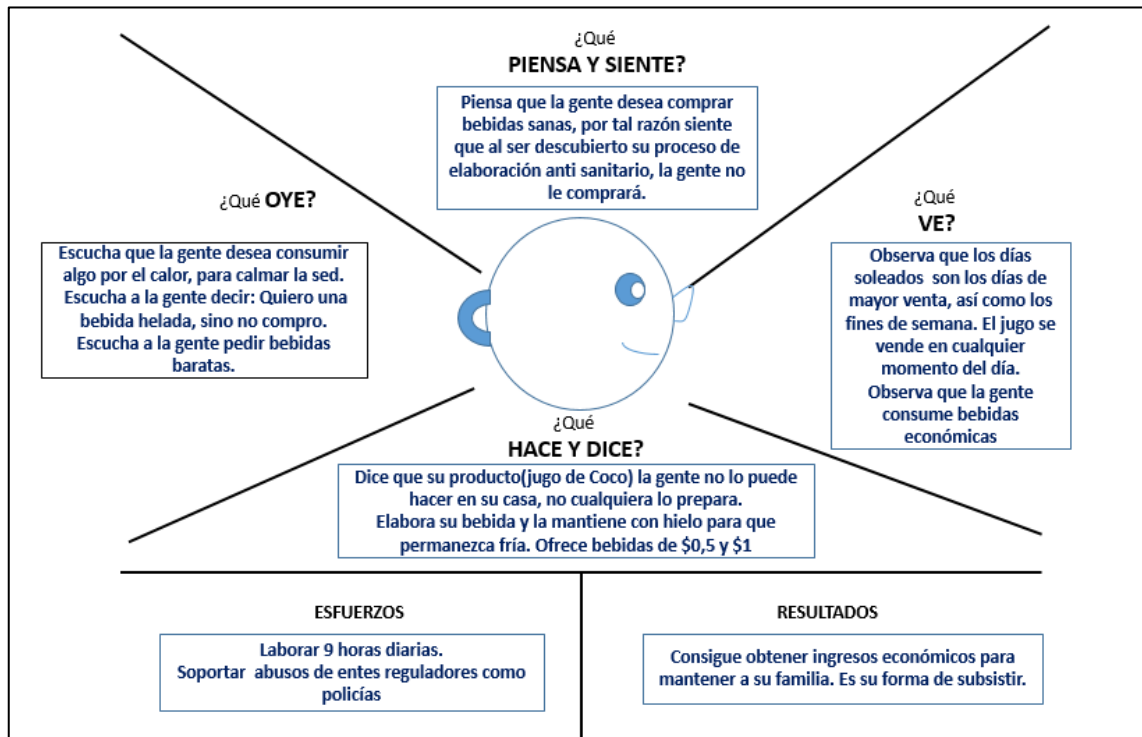 ¿Qué
PIENSA Y SIENTE?
Piensa que la gente desea comprar
bebidas sanas, por tal razón siente
que al ser descubierto su proceso de
elaboración anti sanitario, la gente no
le comprará.
¿Qué OYE?
Escucha que la gente desea consumir
algo por el calor, para calmar la sed.
Escucha a la gente decir: Quiero una
bebida helada, sino no compro.
Escucha a la gente pedir bebidas
baratas.
¿Qué
VE?
Observa que los días
soleados son los días de
mayor venta, así como los
fines de semana. El jugo se
vende en cualquier
momento del día.
Observa que la gente
consume bebidas
económicas
¿Qué
HACE Y DICE?
Dice que su producto(jugo de Coco) la gente no lo puede
hacer en su casa, no cualquiera lo prepara.
Elabora su bebida y la mantiene con hielo para que
permanezca fría. Ofrece bebidas de $0,5 y $1
ESFUERZOS
Laborar 9 horas diarias.
Soportar abusos de entes reguladores como
policías
RESULTADOS
Consigue obtener ingresos económicos para
mantener a su familia. Es su forma de subsistir.